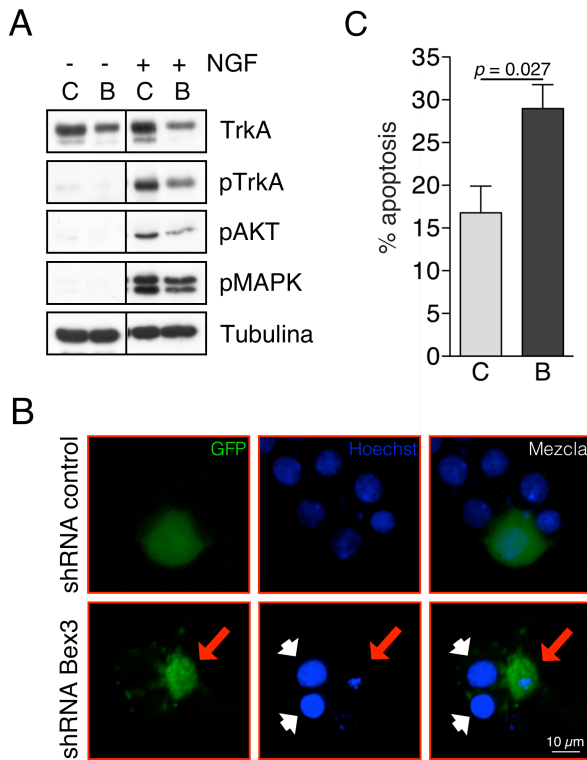 A
- - + + NGF
C B C B
TrkA
pTrkA
pAKT
pMAPK
Tubulina
C
% apoptosis
35
30
25
20
15
10
5
0
p = 0.027
C B
B
shRNA control
GFP
Hoechst
Mezcla
shRNA Bex3
10 µm